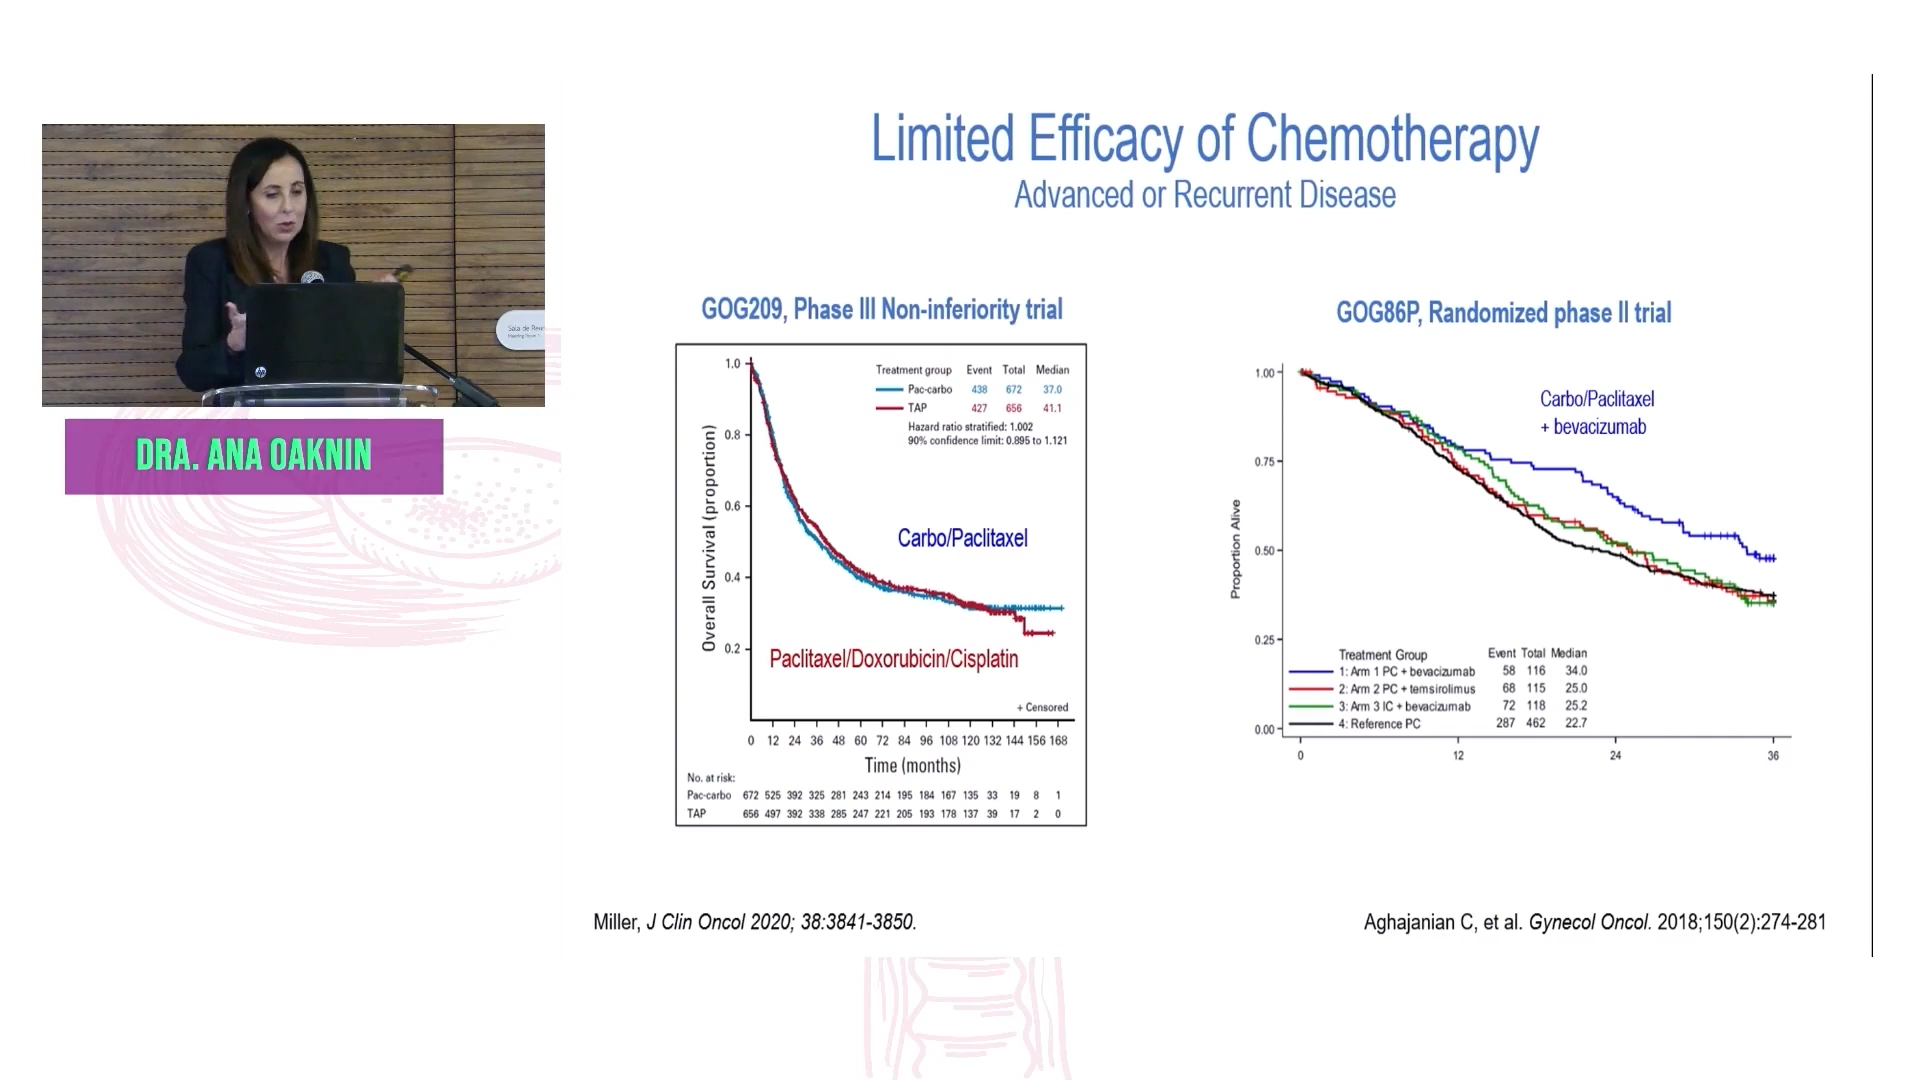 Limited Efficacy of Chemotherapy
Advanced or Recurrent Disease
Sala de
DRA. ANA OAKNIN
GOG209, Phase III Non-inferiority trial
1.0
0.8
0.6
0.4
0.2
Overall Survival (proportion)
Treatment group Event Total Median
Pac-carbo 438 672 37.0
TAP 427 656 41.1
Hazard ratio stratified: 1.002
90% confidence limit: 0.895 to 1.121
Carbo/Paclitaxel
Paclitaxel/Doxorubicin/Cisplatin
+ Censored
0 12 24 36 48 60 72 84 96 108 120 132 144 156 168
Time (months)
No. at risk:
Pac-carbo 672 525 392 325 281 243 214 195 184 167 135 33 19 8 1
TAP 656 497 392 338 285 247 221 205 193 178 137 39 17 2 0
Miller, J Clin Oncol 2020; 38:3841-3850.
GOG86P, Randomized phase II trial
1.00
0.75
0.50
0.25
0.00
Proportion Alive
Carbo/Paclitaxel
+ bevacizumab
Treatment Group Event Total Median
1: Arm 1 PC + bevacizumab 58 116 34.0
2: Arm 2 PC + temsirolimus 68 115 25.0
3: Arm 3 IC + bevacizumab 72 118 25.2
4: Reference PC 287 462 22.7
0 12 24 36
Aghajanian C, et al. Gynecol Oncol. 2018;150(2):274-281